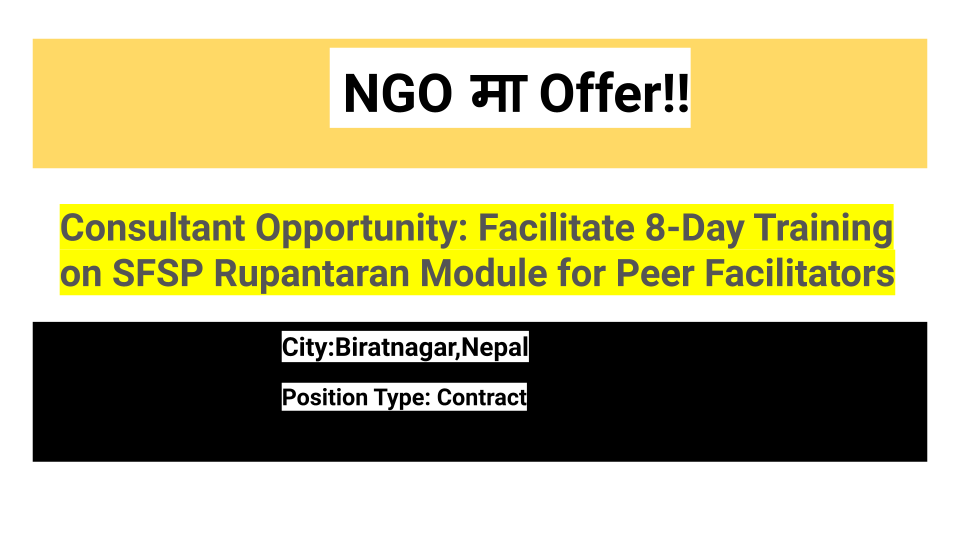 NGO मा Offer!!
Consultant Opportunity: Facilitate 8-Day Training
on SFSP Rupantaran Module for Peer Facilitators
City:Biratnagar,Nepal
Position Type: Contract